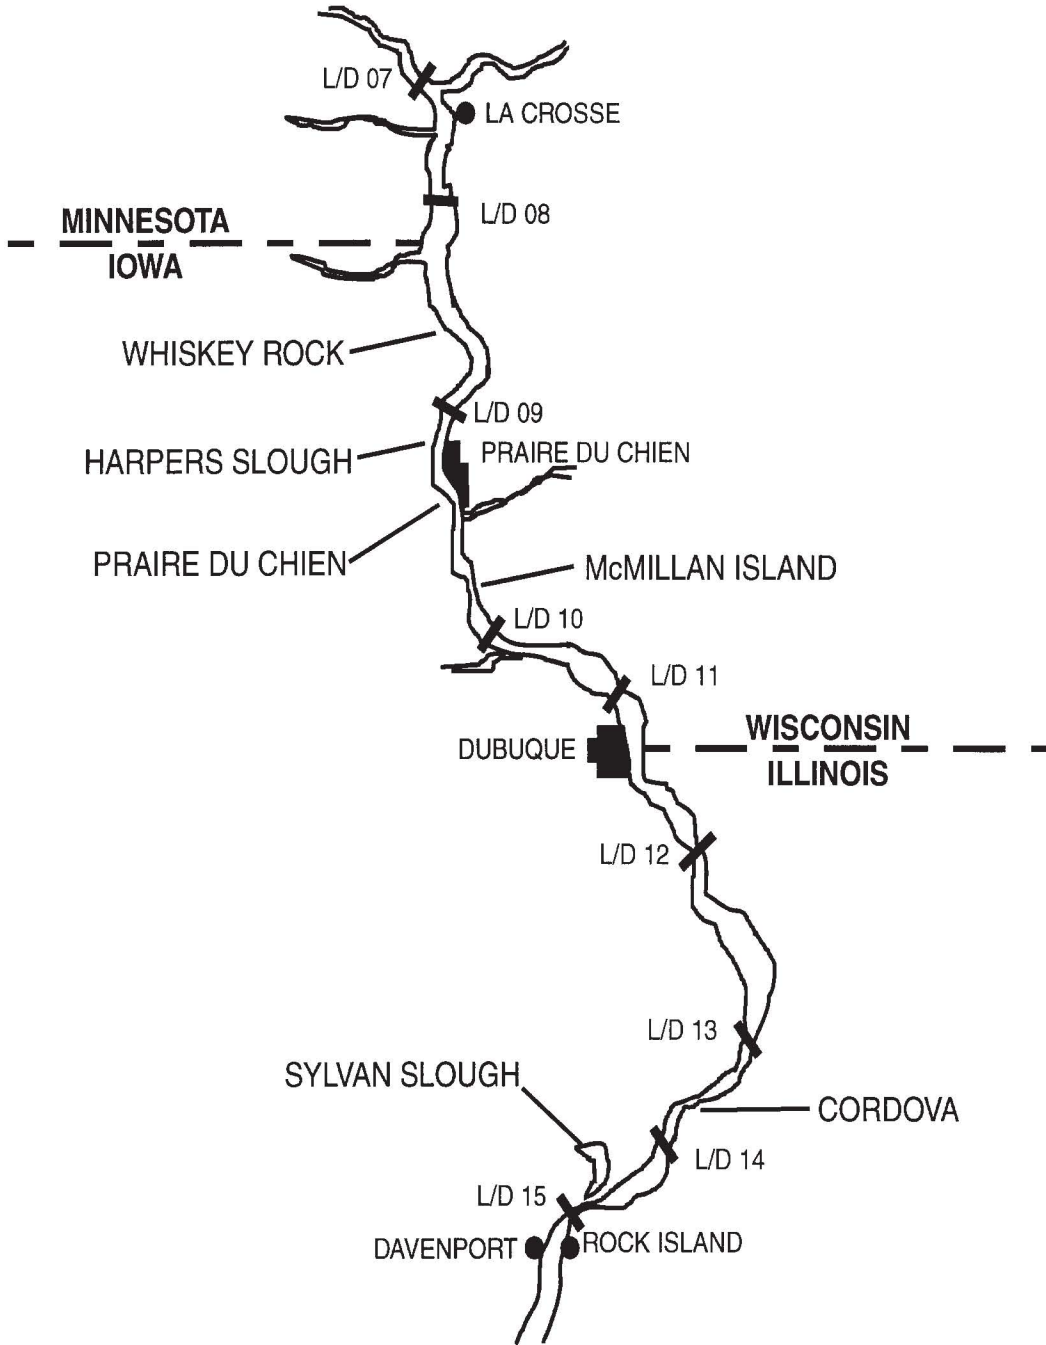 L/D 07
LA CROSSE
L/D 08
MINNESOTA
IOWA
WHISKEY ROCK
L/D 09
HARPERS SLOUGH
PRAIRE DU CHIEN
PRAIRE DU CHIEN
McMILLAN ISLAND
L/D 10
L/D 11
WISCONSIN
DUBUQUE
ILLINOIS
L/D 12
L/D 13
SYLVAN SLOUGH
CORDOVA
L/D 14
L/D 15
DAVENPORT
ROCK ISLAND